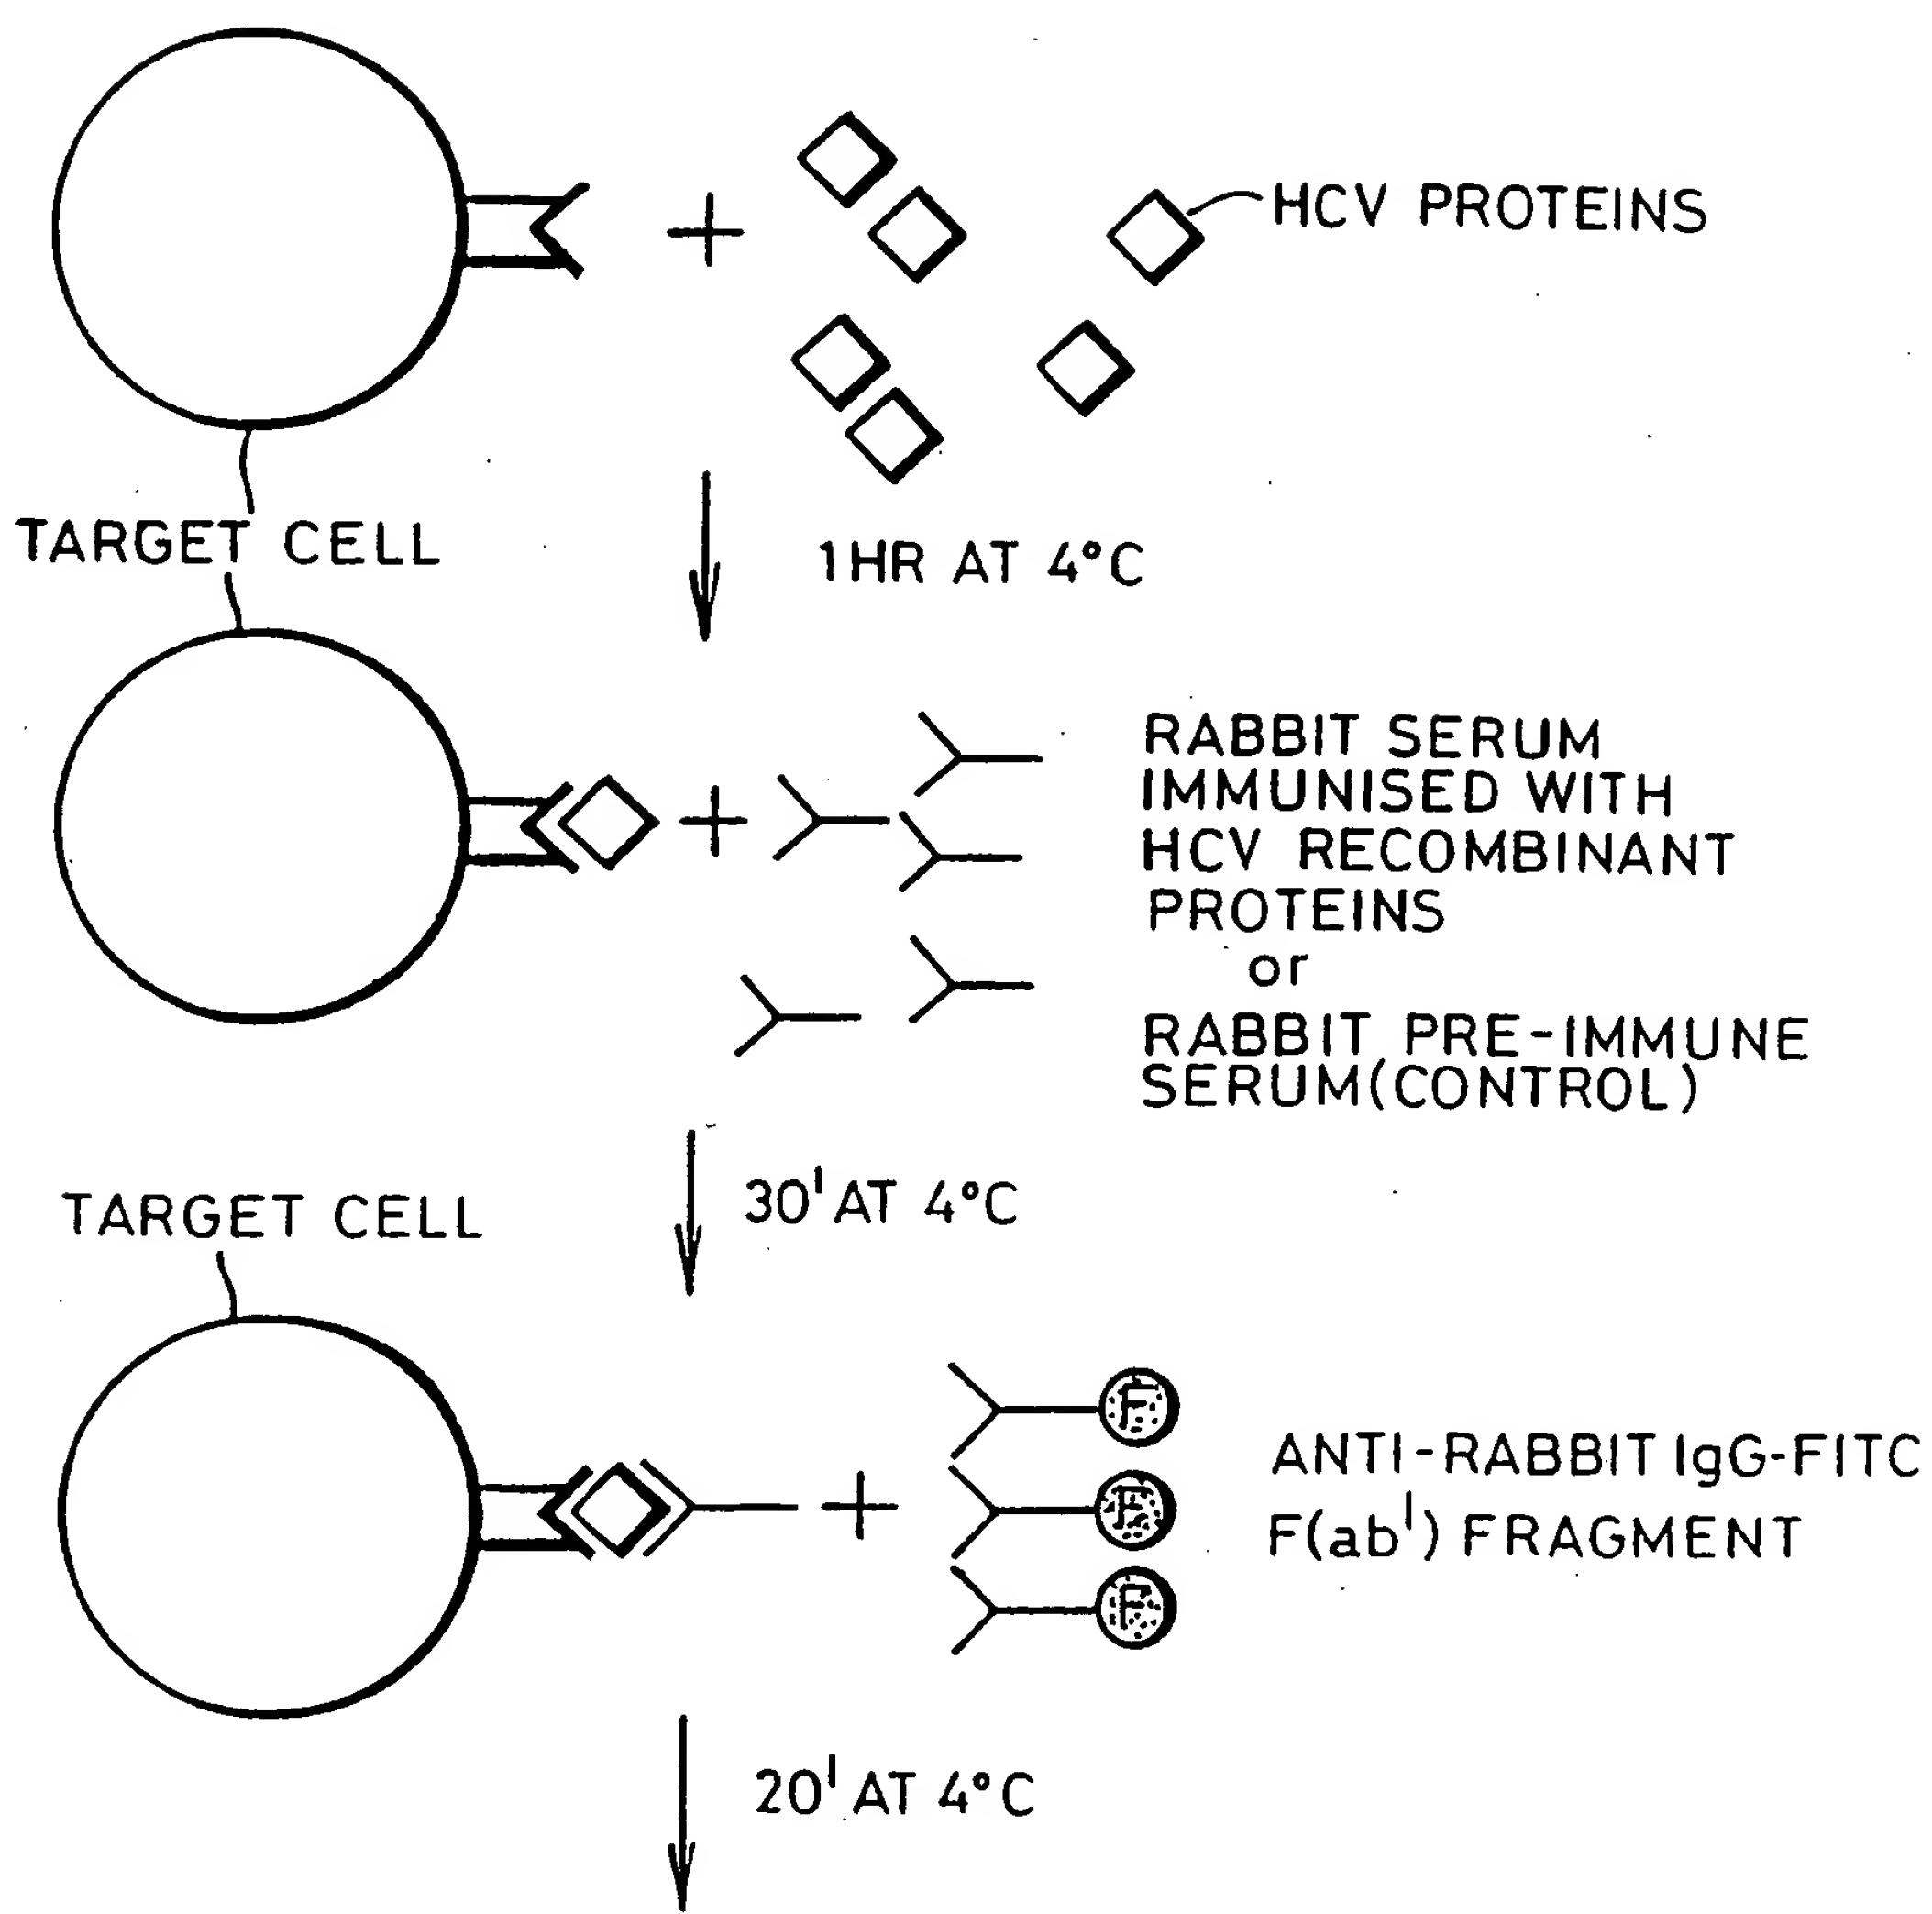 HCV PROTEINS
TARGET CELL
1HR AT 4°C
RABBIT SERUM
IMMUNISED WITH
HCV RECOMBINANT
PROTEINS
or
RABBIT PRE-IMMUNE
SERUM(CONTROL)
30' AT 4°C
TARGET CELL
F
F
F
ANTI-RABBIT IgG-FITC
F(ab') FRAGMENT
20' AT 4°C